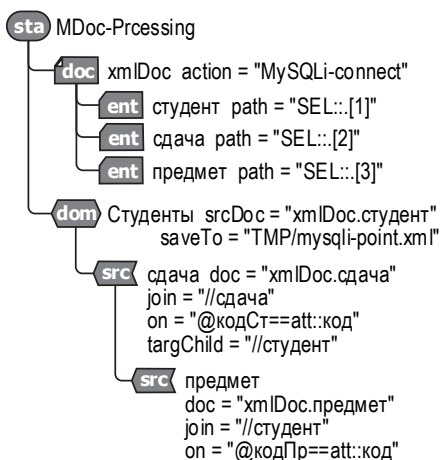 sta MDoc-Prcessing
doc xmlDoc action = "MySQLi-connect"
ent студент path = "SEL::.[1]"
ent сдача path = "SEL::.[2]"
ent предмет path = "SEL::.[3]"
dom Студенты srcDoc = "xmlDoc.студент"
saveTo = "TMP/mysqli-point.xml"
src сдача doc = "xmlDoc.сдача"
join = "//сдача"
on = "@кодСт==att::код"
targChild = "//студент"
src предмет
doc = "xmlDoc.предмет"
join = "//студент"
on = "@кодПр==att::код"